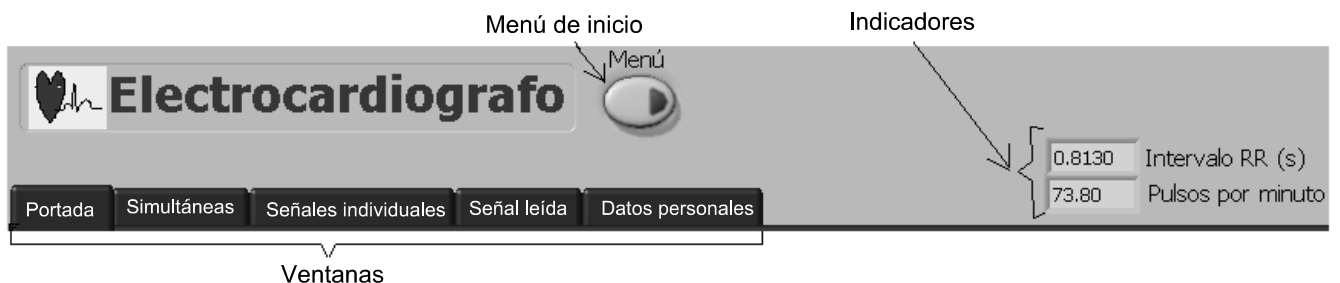 Menú de inicio
Indicadores
Menú
Electrocardiografo
0.8130 Intervalo RR (s)
73.80 Pulsos por minuto
Portada Simultáneas Señales individuales Señal leída Datos personales
Ventanas